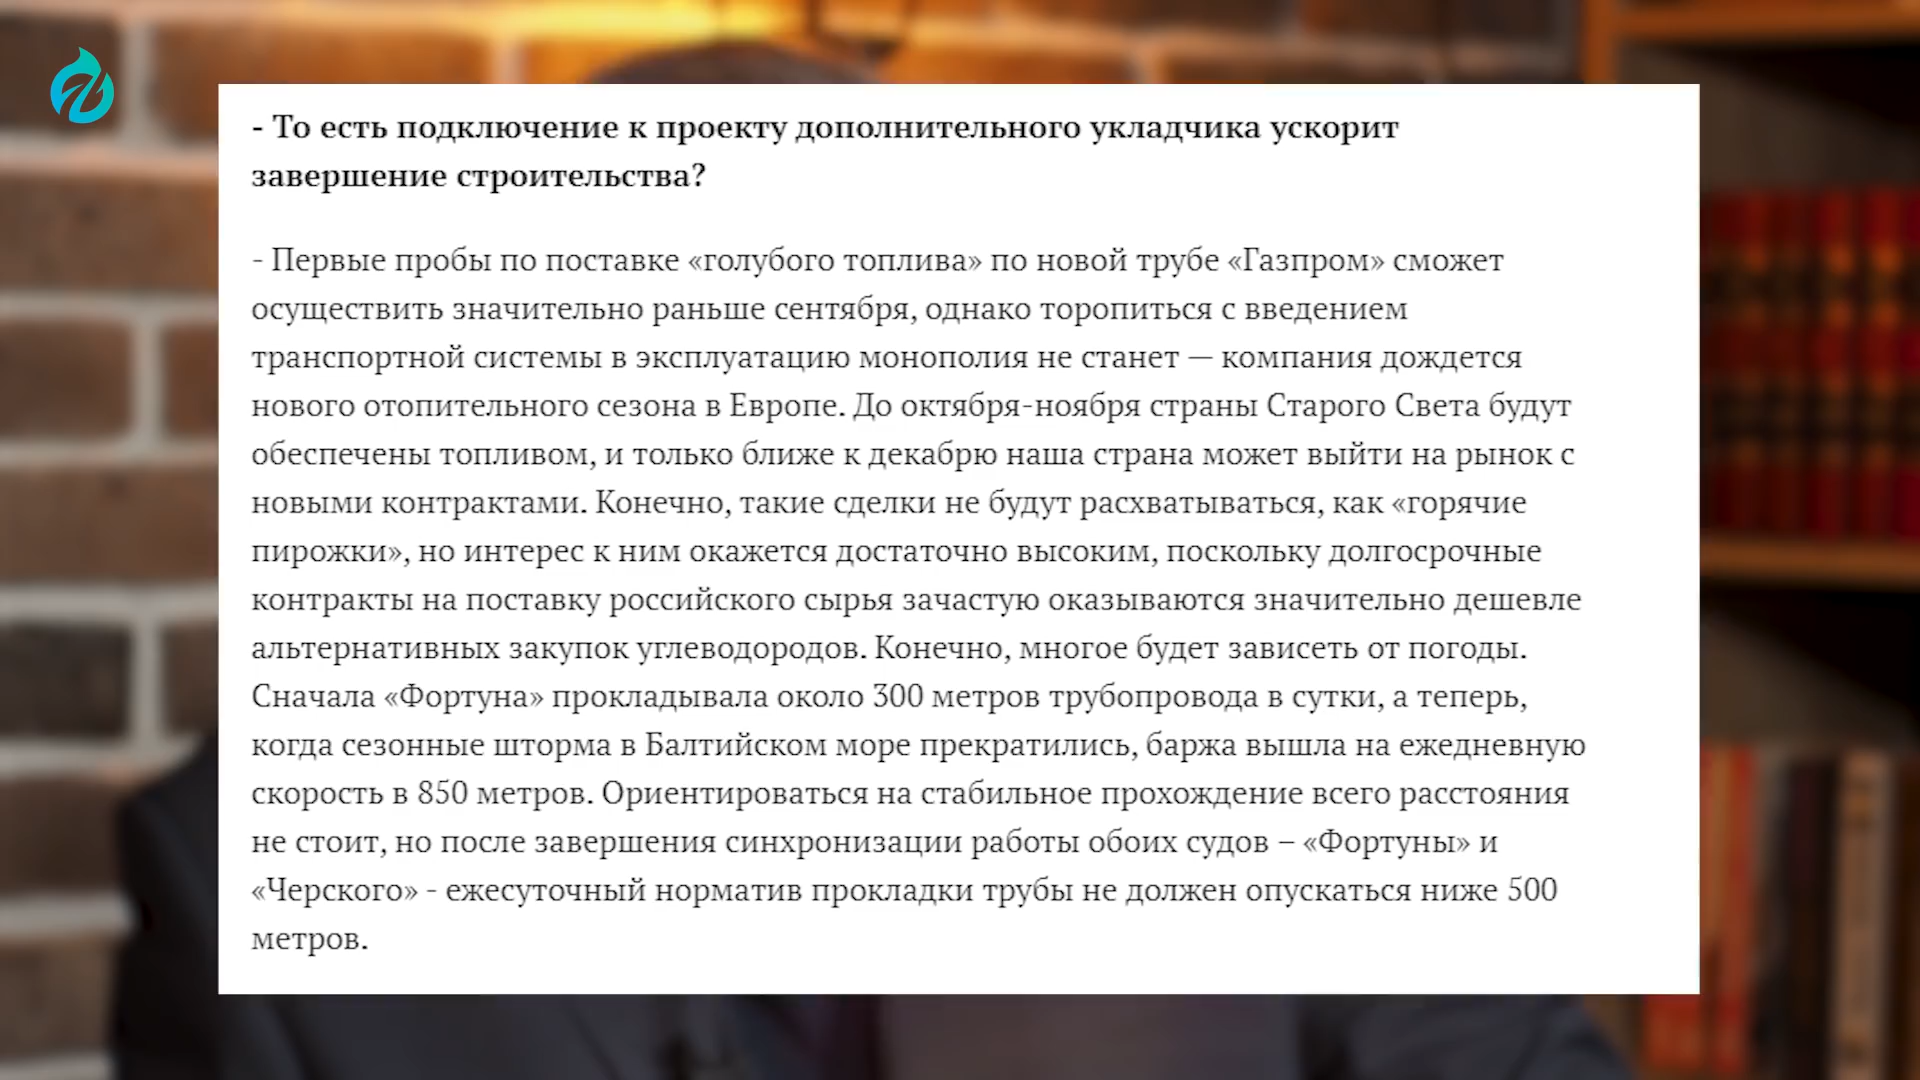 - То есть подключение к проекту дополнительного укладчика ускорит
завершение строительства?
- Первые пробы по поставке «голубого топлива» по новой трубе «Газпром» сможет
осуществить значительно раньше сентября, однако торопиться с введением
транспортной системы в эксплуатацию монополия не станет — компания дождется
нового отопительного сезона в Европе. До октября-ноября страны Старого Света будут
обеспечены топливом, и только ближе к декабрю наша страна может выйти на рынок с
новыми контрактами. Конечно, такие сделки не будут расхватываться, как «горячие
пирожки», но интерес к ним окажется достаточно высоким, поскольку долгосрочные
контракты на поставку российского сырья зачастую оказываются значительно дешевле
альтернативных закупок углеводородов. Конечно, многое будет зависеть от погоды.
Сначала «Фортуна» прокладывала около 300 метров трубопровода в сутки, а теперь,
когда сезонные шторма в Балтийском море прекратились, баржа вышла на ежедневную
скорость в 850 метров. Ориентироваться на стабильное прохождение всего расстояния
не стоит, но после завершения синхронизации работы обоих судов – «Фортуны» и
«Черского» - ежесуточный норматив прокладки трубы не должен опускаться ниже 500
метров.